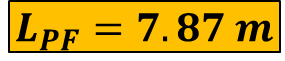 L_PF = 7.87 m